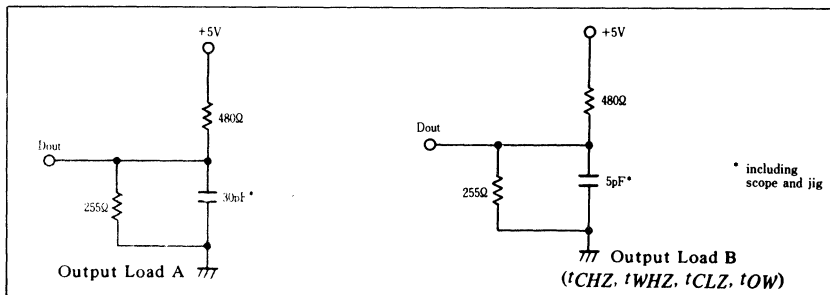 +5V
480Ω
Dout
30pF*
255Ω
Output Load A
+5V
480Ω
Dout
5pF*
255Ω
* including
scope and jig
Output Load B
(tCHZ, tWHZ, tCLZ, tOW)